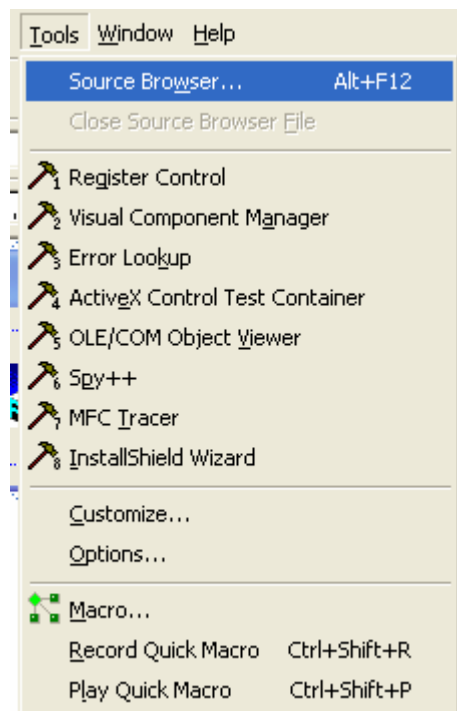 Tools Window Help
Source Browser... Alt+F12
Close Source Browser File
1 Register Control
2 Visual Component Manager
3 Error Lookup
4 ActiveX Control Test Container
5 OLE/COM Object Viewer
6 Spy++
7 MFC Tracer
8 InstallShield Wizard
Customize...
Options...
Macro...
Record Quick Macro Ctrl+Shift+R
Play Quick Macro Ctrl+Shift+P